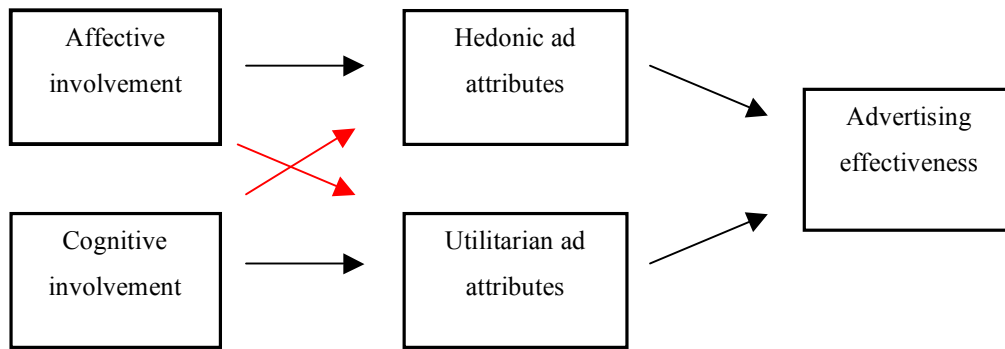 Affective
involvement
Hedonic ad
attributes
Advertising
effectiveness
Cognitive
involvement
Utilitarian ad
attributes